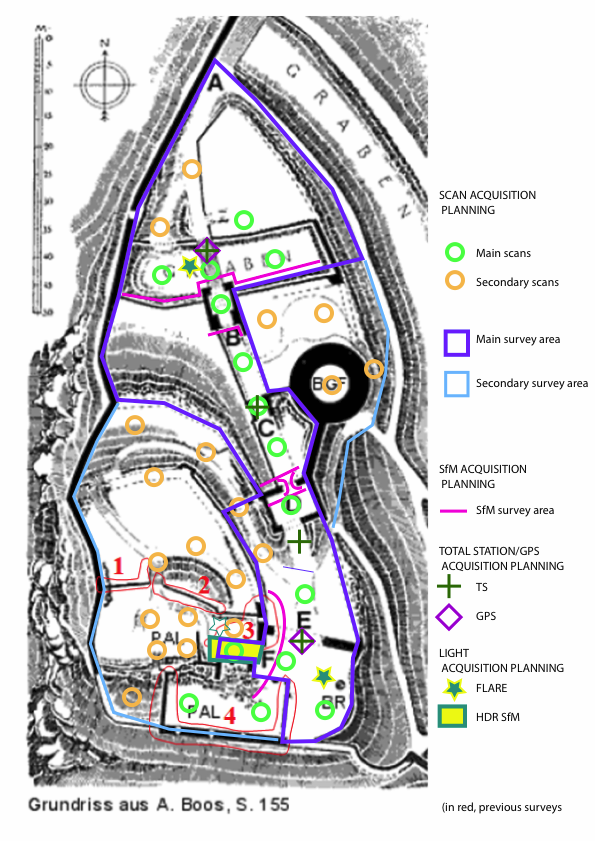 M.
0
5
10
15
20
25
30
35
40
45
50
N
A
GRABEN
GRABEN
B
BGF
C
D
E
1
2
PAL
3
F
PAL
4
BR
Grundriss aus A. Boos, S. 155
SCAN ACQUISITION
PLANNING
Main scans
Secondary scans
Main survey area
Secondary survey area
SfM ACQUISITION
PLANNING
SfM survey area
TOTAL STATION/GPS
ACQUISITION PLANNING
TS
GPS
LIGHT
ACQUISITION PLANNING
FLARE
HDR SfM
(in red, previous surveys